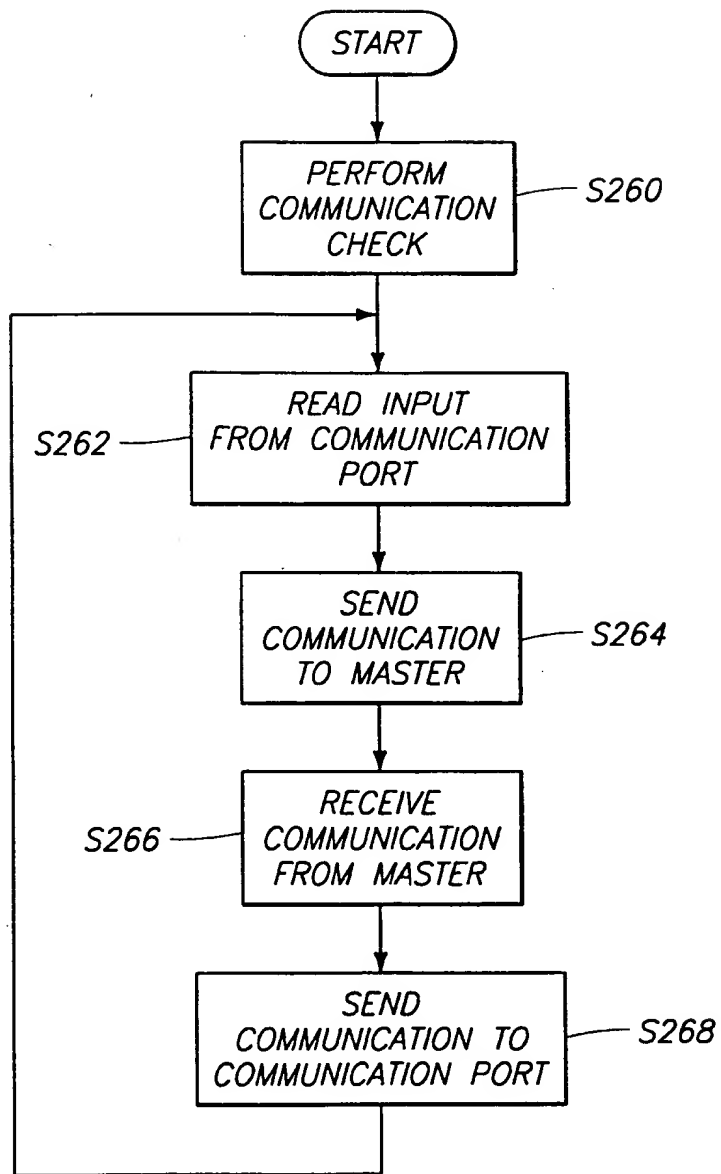 START
PERFORM
COMMUNICATION
CHECK
S260
READ INPUT
FROM COMMUNICATION
PORT
S262
SEND
COMMUNICATION
TO MASTER
S264
RECEIVE
COMMUNICATION
FROM MASTER
S266
SEND
COMMUNICATION TO
COMMUNICATION PORT
S268